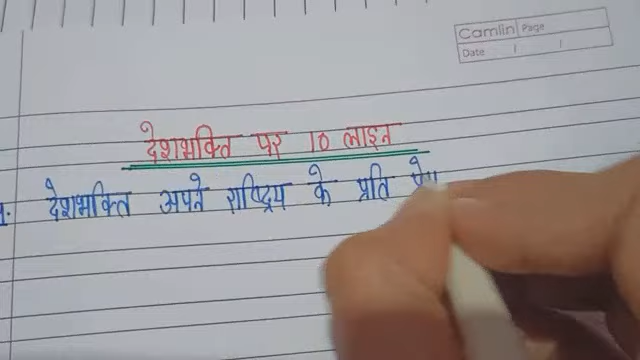 Camlin Page
Date
देशभक्ति पर 10 लाइन
1. देशभक्ति अपने राष्ट्रिय के प्रति